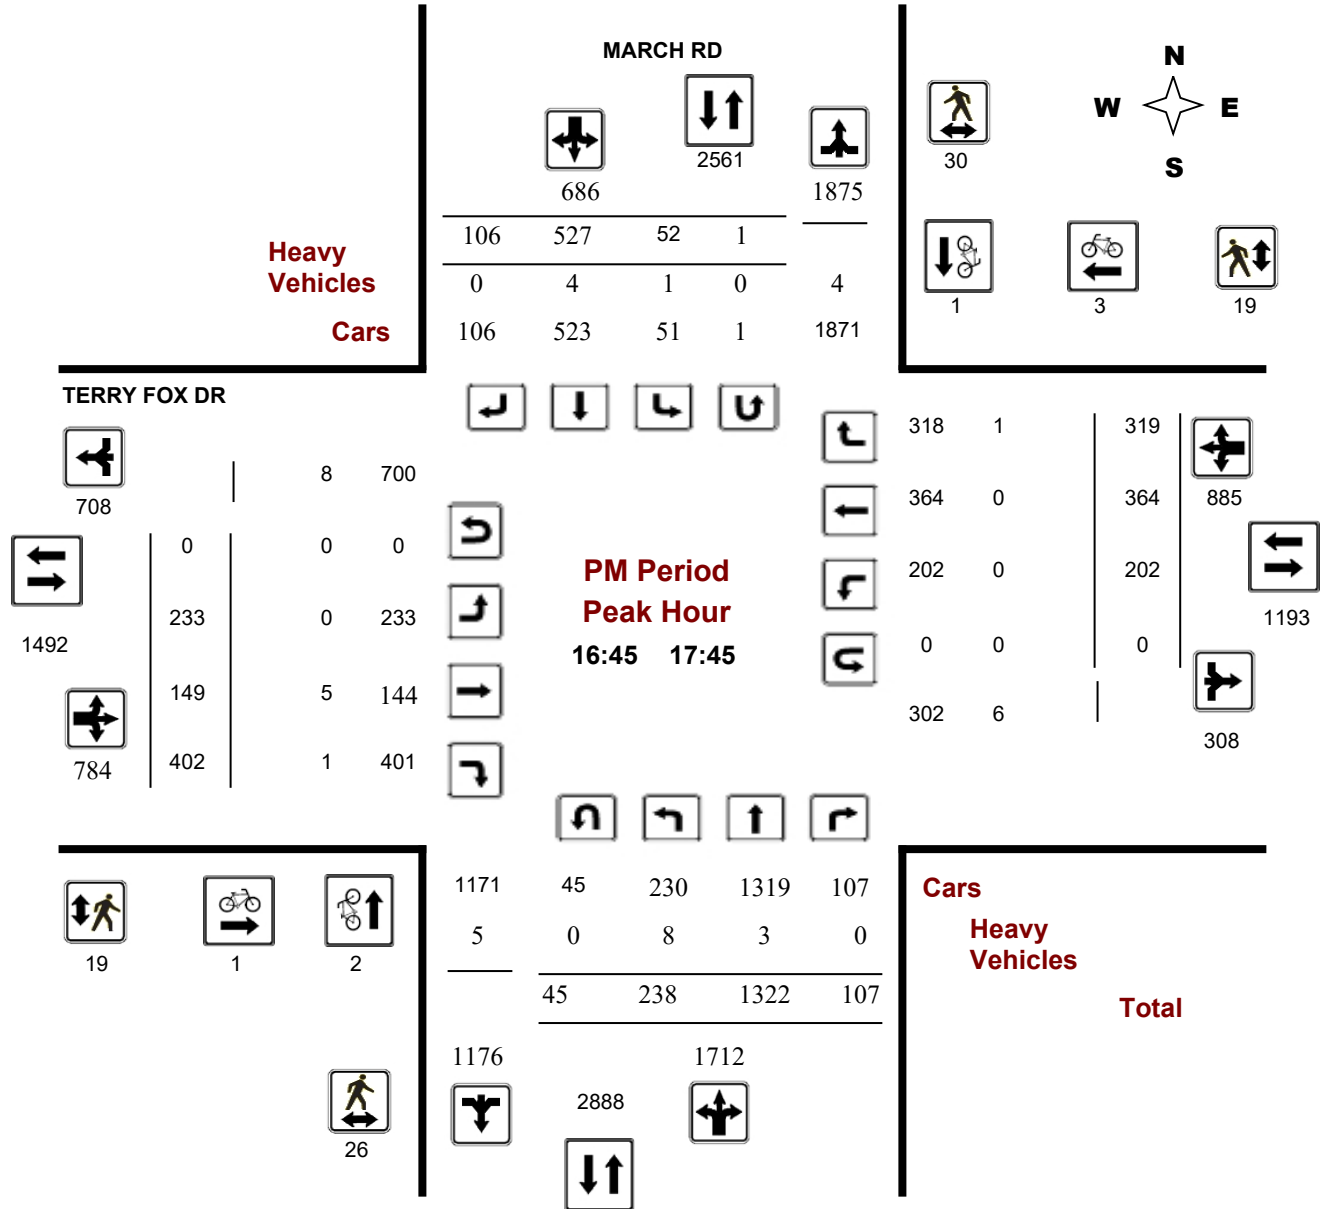 MARCH RD
N
W E
S
2561
30
686 1875
106 527 52 1
Heavy
Vehicles 0 4 1 0 4
Cars 106 523 51 1 1871
1 3 19
TERRY FOX DR
708
8 700
0 0 0
1492
233 0 233
149 5 144
784
402 1 401
PM Period
Peak Hour
16:45 17:45
318 1 319
885
364 0 364
202 0 202
1193
0 0 0
302 6
308
1171 45 230 1319 107
Cars
5 0 8 3 0
Heavy
Vehicles
19 1 2
45 238 1322 107
Total
1176 1712
2888
26